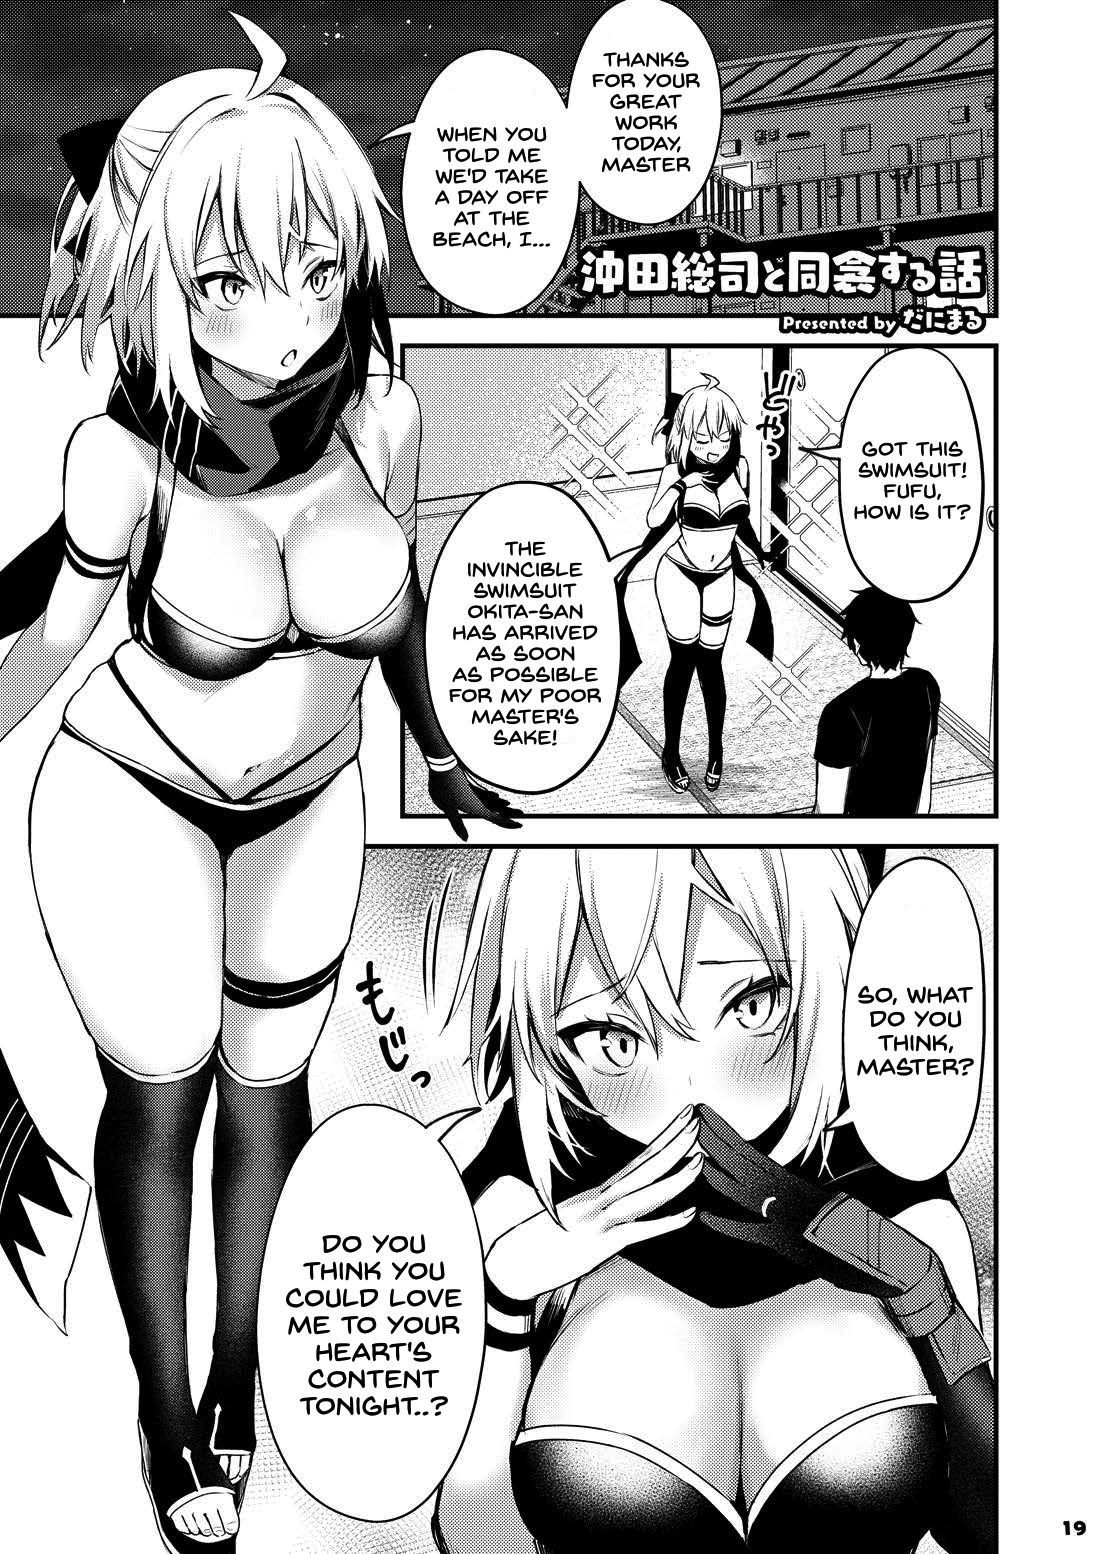 THANKS
FOR YOUR
GREAT
WORK
TODAY,
MASTER
WHEN YOU
TOLD ME
WE'D TAKE
A DAY OFF
AT THE
BEACH, I...
沖田総司と同衾する話
Presented by だにまる
GOT THIS
SWIMSUIT!
FUFU,
HOW IS IT?
どやっ
THE
INVINCIBLE
SWIMSUIT
OKITA-SAN
HAS ARRIVED
AS SOON
AS POSSIBLE
FOR MY POOR
MASTER'S
SAKE!
SO, WHAT
DO YOU
THINK,
MASTER?
もじっ
DO YOU
THINK YOU
COULD LOVE
ME TO YOUR
HEART'S
CONTENT
TONIGHT..?
19